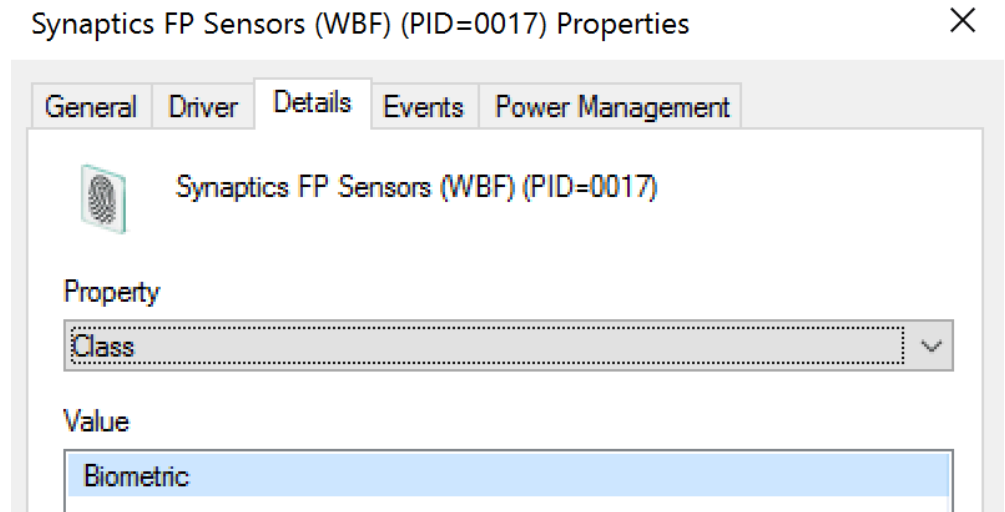 Synaptics FP Sensors (WBF) (PID=0017) Properties
General Driver Details Events Power Management
Synaptics FP Sensors (WBF) (PID=0017)
Property
Class
Value
Biometric